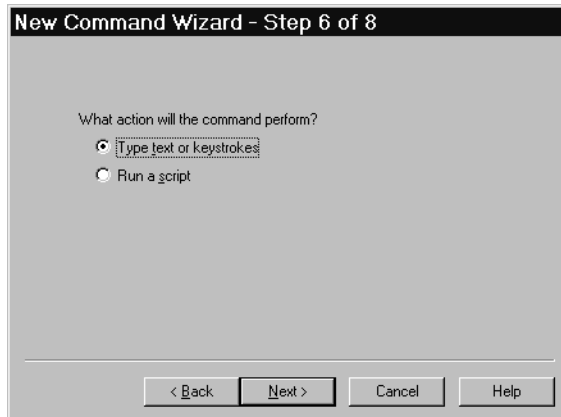 New Command Wizard - Step 6 of 8
What action will the command perform?
Type text or keystrokes
Run a script
< Back Next > Cancel Help